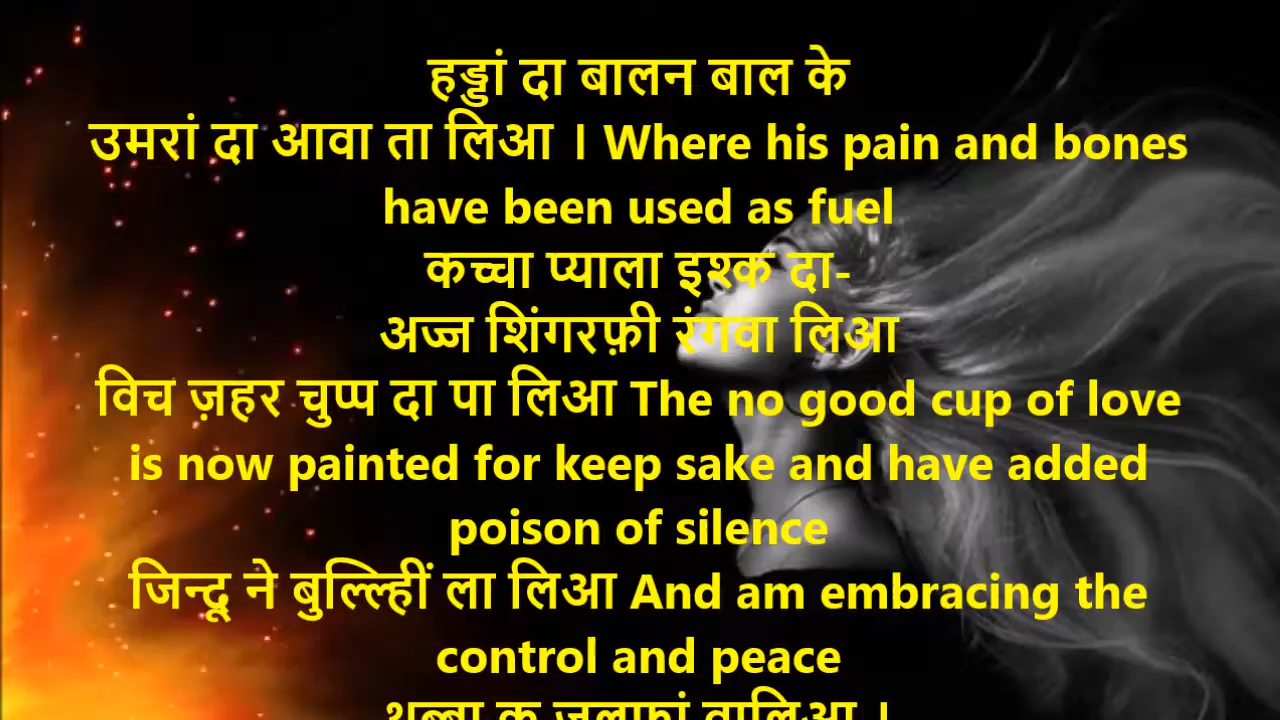 हड्डां दा बालन बाल के
उमरां दा आवा ता लिआ । Where his pain and bones
have been used as fuel
कच्चा प्याला इश्क दा-
अज्ज शिंगरफ़ी रंगवा लिआ
विच ज़हर चुप्प दा पा लिआ The no good cup of love
is now painted for keep sake and have added
poison of silence
जिन्दू ने बुल्ल्हीं ला लिआ And am embracing the
control and peace